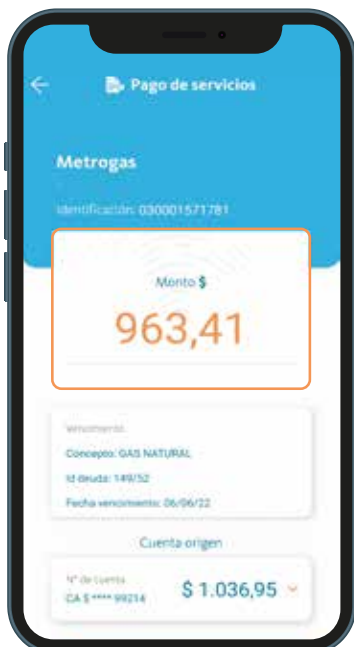 Pago de servicios
Metrogas
Identificación: 030001571781
Monto $
963,41
Vencimiento
Concepto: GAS NATURAL
Id deuda: 149/52
Fecha vencimiento: 06/06/22
Cuenta origen
N° de cuenta
CA $ **** 99214
$ 1.036,95